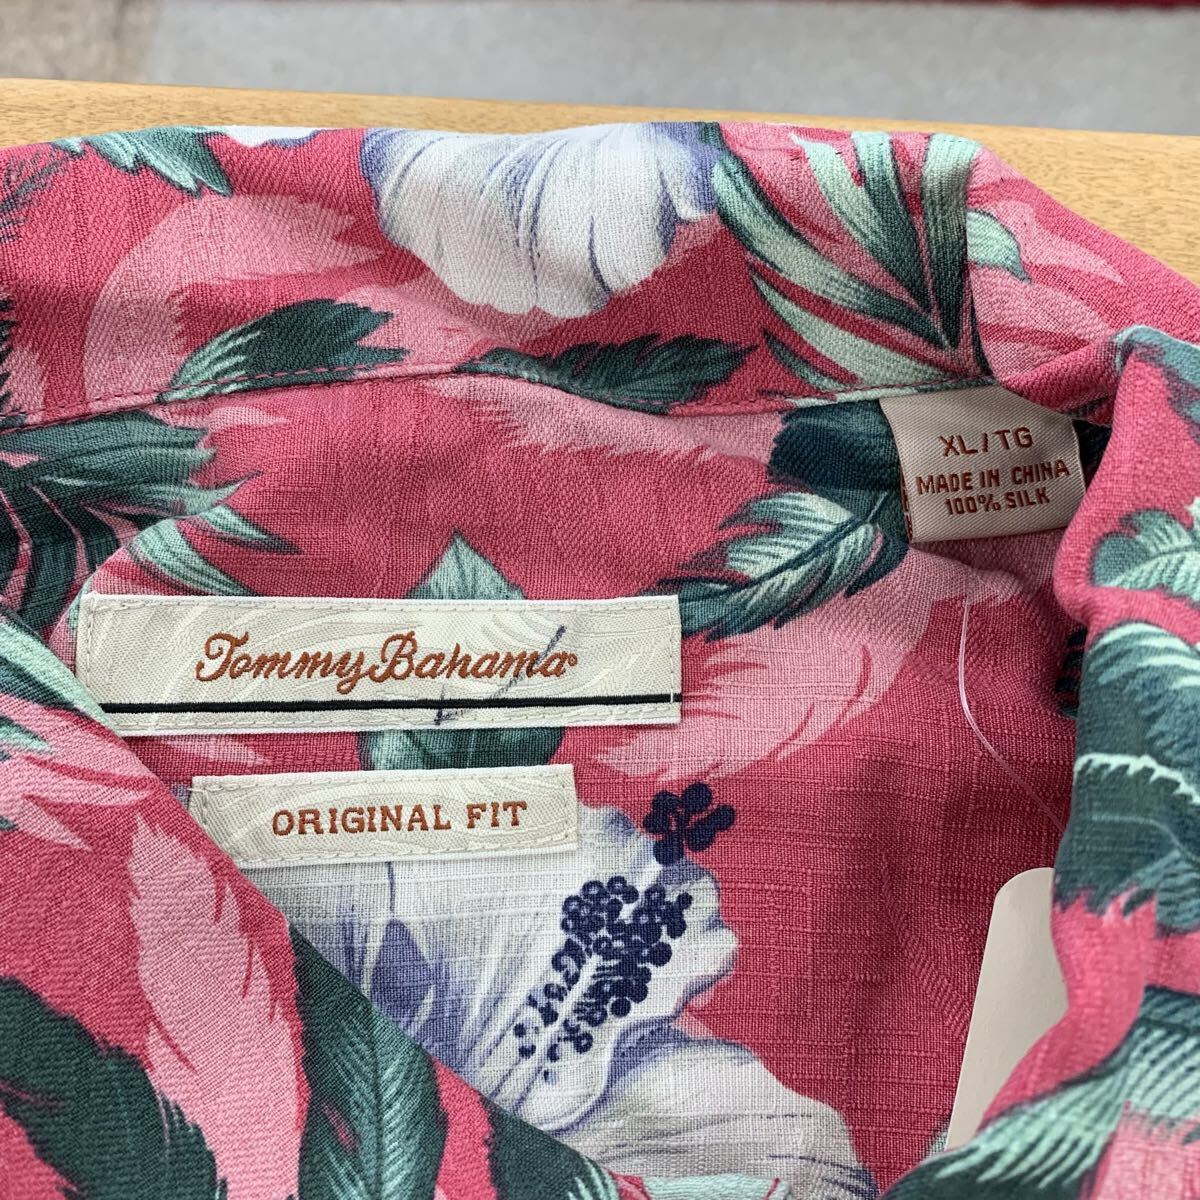 XL/TG
MADE IN CHINA
100% SILK
Tommy Bahama®
ORIGINAL FIT